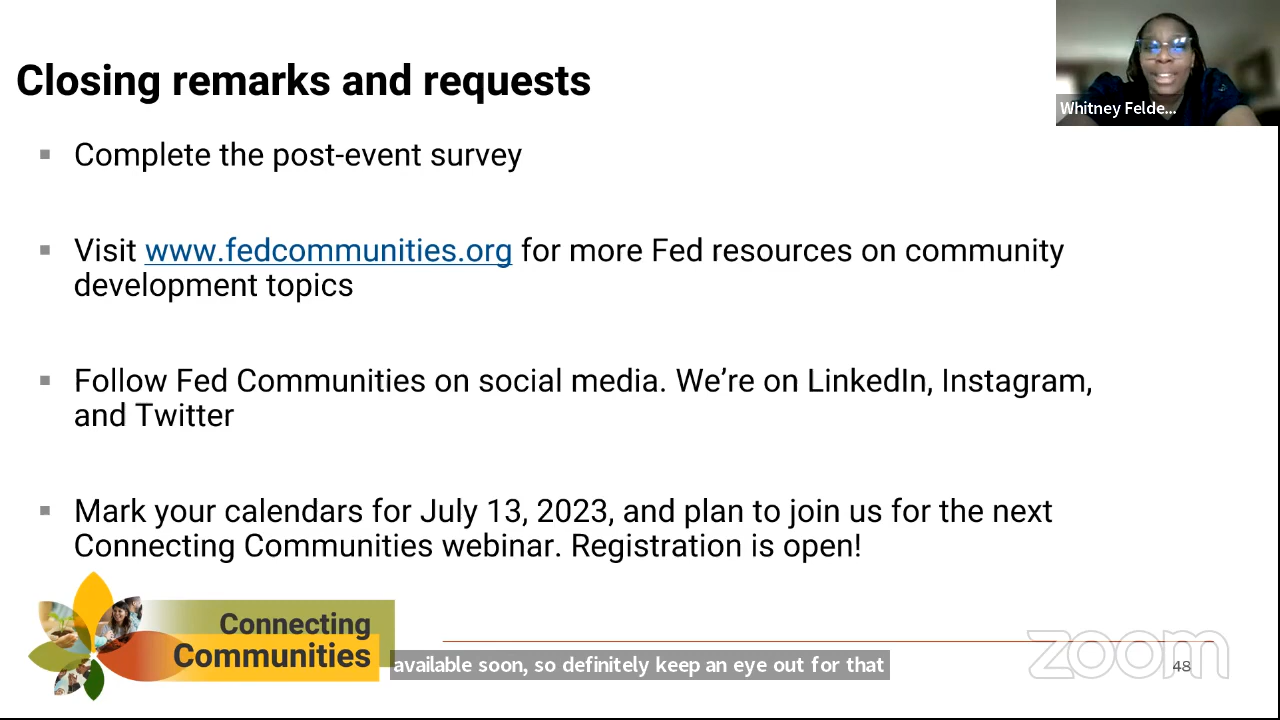 Closing remarks and requests
Whitney Felde...
Complete the post-event survey
Visit www.fedcommunities.org for more Fed resources on community
development topics
Follow Fed Communities on social media. We’re on LinkedIn, Instagram,
and Twitter
Mark your calendars for July 13, 2023, and plan to join us for the next
Connecting Communities webinar. Registration is open!
Connecting
Communities
available soon, so definitely keep an eye out for that
zoom
48